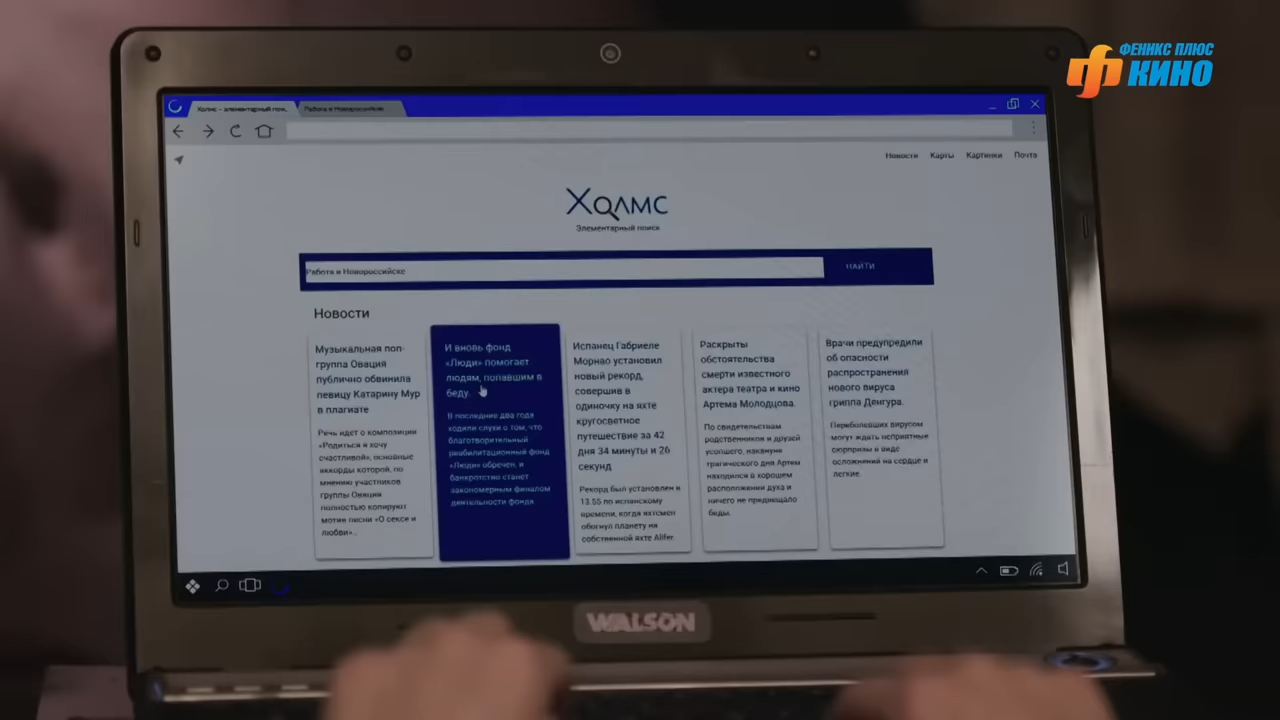 ФЕНИКС ПЛЮС
КИНО
Холмс - элементарный пои.
Работа в Новороссийске
Новости Карты Картинки Почта
ХОЛМС
Элементарный поиск
Работа в Новороссийске
НАЙТИ
Новости
Музыкальная поп-
группа Овация
публично обвинила
певицу Катарину Мур
в плагиате
Речь идет о композиции
«Родиться я хочу
счастливой», основные
аккорды которой, по
мнению участников
группы Овация
полностью копируют
мотив песни «О сексе и
любви»...
И вновь фонд
«Люди» помогает
людям, попавшим в
беду.
В последние два года
ходили слухи о том, что
благотворительный
реабилитационный фонд
«Люди» обречен, и
банкротство станет
закономерным финалом
деятельности фонда
Испанец Габриеле
Морнао установил
новый рекорд,
совершив в
одиночку на яхте
кругосветное
путешествие за 42
дня 34 минуты и 26
секунд
Рекорд был установлен в
13.55 по испанскому
времени, когда яхтсмен
обогнул планету на
собственной яхте Alifer
Раскрыты
обстоятельства
смерти известного
актера театра и кино
Артема Молодцова.
По свидетельствам
родственников и друзей
усопшего, накануне
трагического дня Артем
находился в хорошем
расположении духа и
ничего не предвещало
беды.
Врачи предупредили
об опасности
распространения
нового вируса
гриппа Денгура.
Переболевших вирусом
могут ждать неприятные
сюрпризы в виде
осложнений на сердце и
легкие.
WALSON